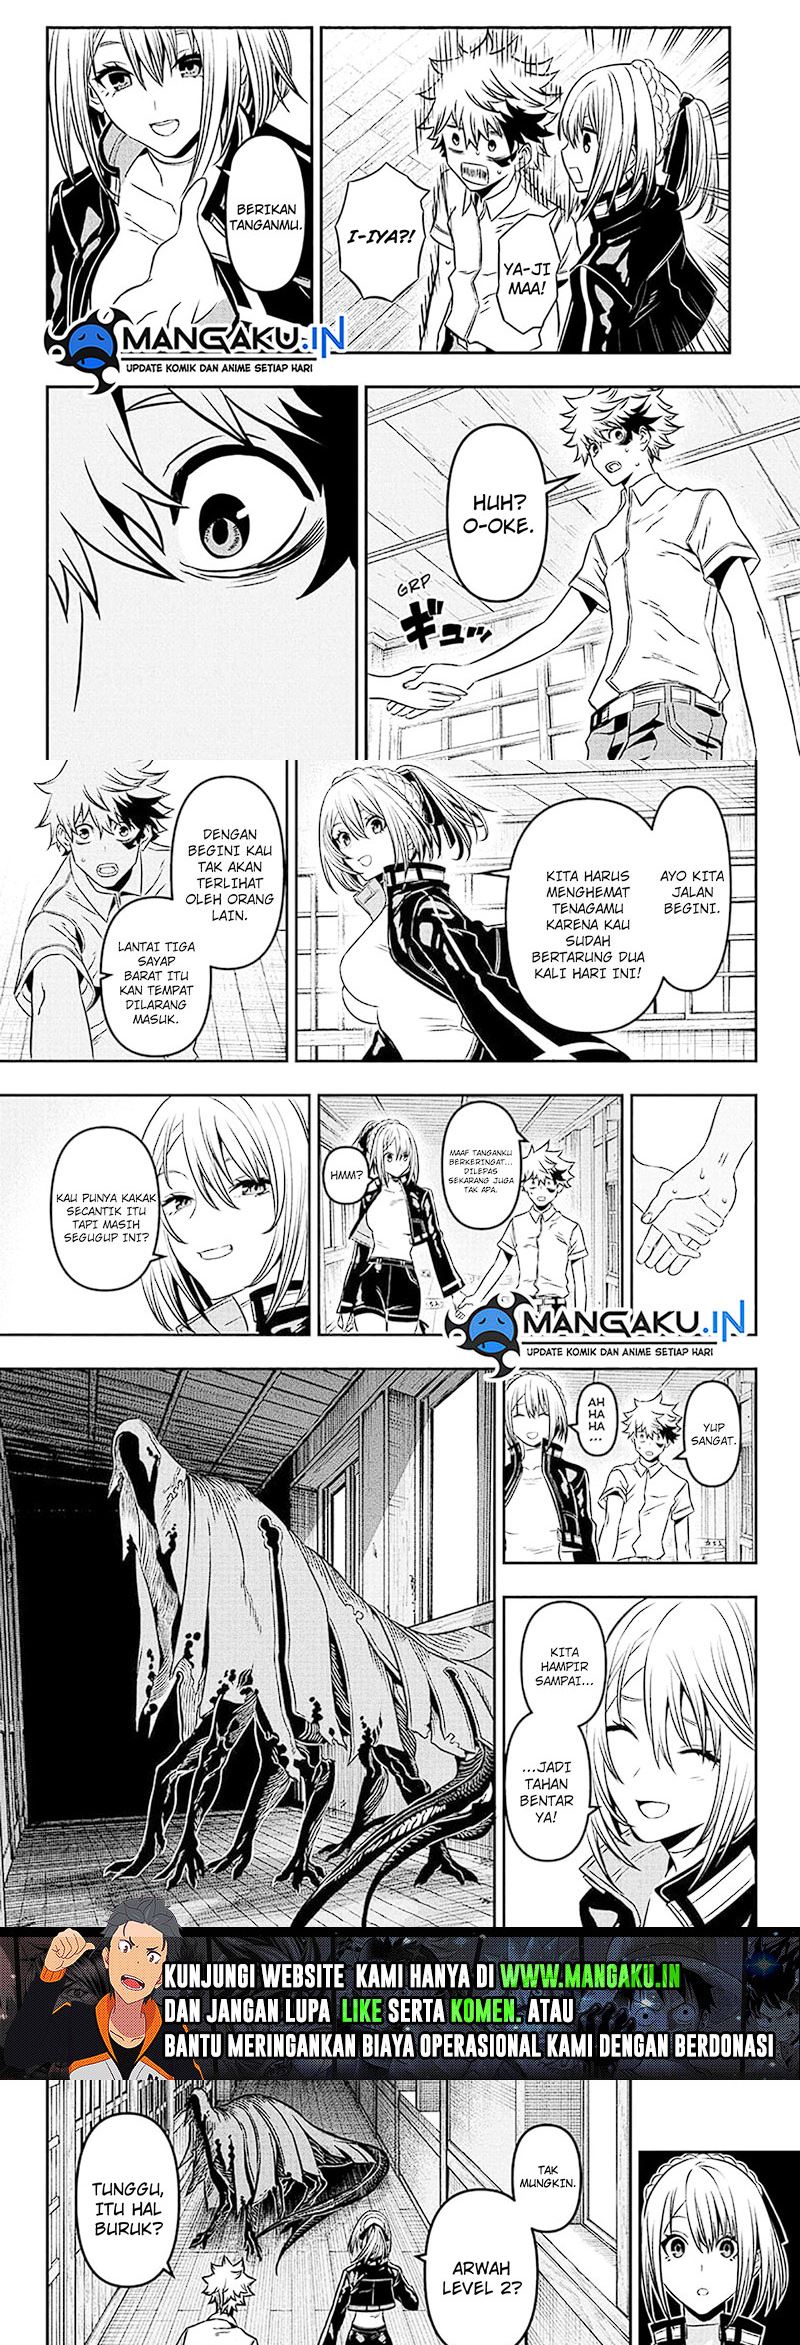 I-IYA?!
YA-JI
MAA!
BERIKAN
TANGANMU.
MANGAKU.IN
UPDATE KOMIK DAN ANIME SETIAP HARI
HUH?
O-OKE.
GRP
ギュッ
AYO KITA
JALAN
BEGINI.
KITA HARUS
MENGHEMAT
TENAGAMU
KARENA KAU
SUDAH
BERTARUNG DUA
KALI HARI INI!
DENGAN
BEGINI KAU
TAK AKAN
TERLIHAT
OLEH ORANG
LAIN.
LANTAI TIGA
SAYAP
BARAT ITU
KAN TEMPAT
DILARANG
MASUK.
MAAF TANGANKU
BERKERINGAT...
DILEPAS
SEKARANG JUGA
TAK APA.
HMM?
KAU PUNYA KAKAK
SECANTIK ITU
TAPI MASIH
SEGUGUP INI?
MANGAKU.IN
UPDATE KOMIK DAN ANIME SETIAP HARI
YUP
SANGAT.
AH
HA
HA
...
KITA
HAMPIR
SAMPAI...
...JADI
TAHAN
BENTAR
YA!
KUNJUNGI WEBSITE KAMI HANYA DI WWW.MANGAKU.IN
DAN JANGAN LUPA LIKE SERTA KOMEN. ATAU
BANTU MERINGANKAN BIAYA OPERASIONAL KAMI DENGAN BERDONASI
TAK
MUNGKIN.
ARWAH
LEVEL 2?
TUNGGU,
ITU HAL
BURUK?